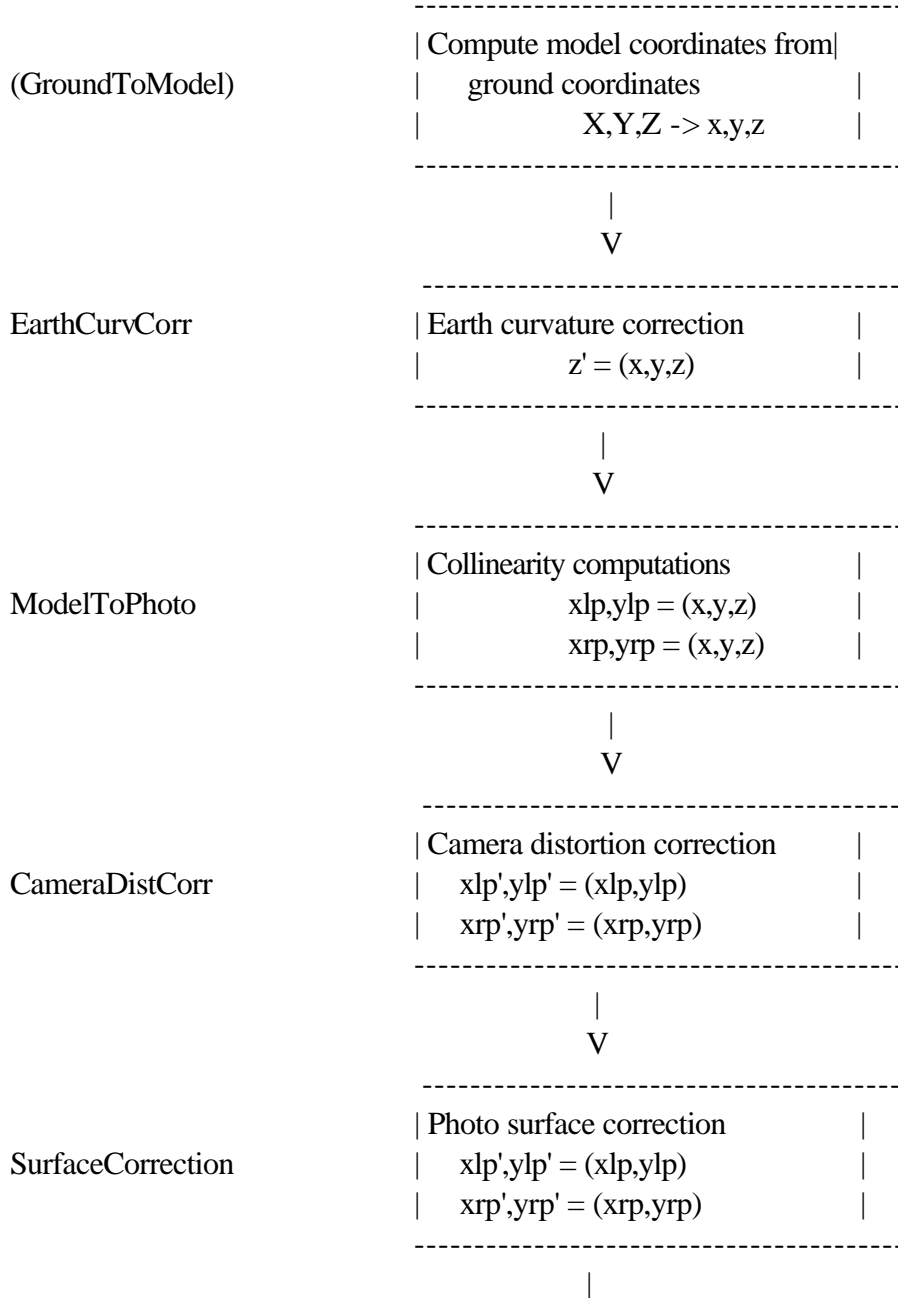 ------------------------------------------
| Compute model coordinates from|
(GroundToModel) | ground coordinates |
| X,Y,Z -> x,y,z |
------------------------------------------
|
V
------------------------------------------
EarthCurvCorr | Earth curvature correction |
| z' = (x,y,z) |
------------------------------------------
|
V
------------------------------------------
| Collinearity computations |
ModelToPhoto | xlp,ylp = (x,y,z) |
| xrp,yrp = (x,y,z) |
------------------------------------------
|
V
------------------------------------------
| Camera distortion correction |
CameraDistCorr | xlp',ylp' = (xlp,ylp) |
| xrp',yrp' = (xrp,yrp) |
------------------------------------------
|
V
------------------------------------------
| Photo surface correction |
SurfaceCorrection | xlp',ylp' = (xlp,ylp) |
| xrp',yrp' = (xrp,yrp) |
------------------------------------------
|